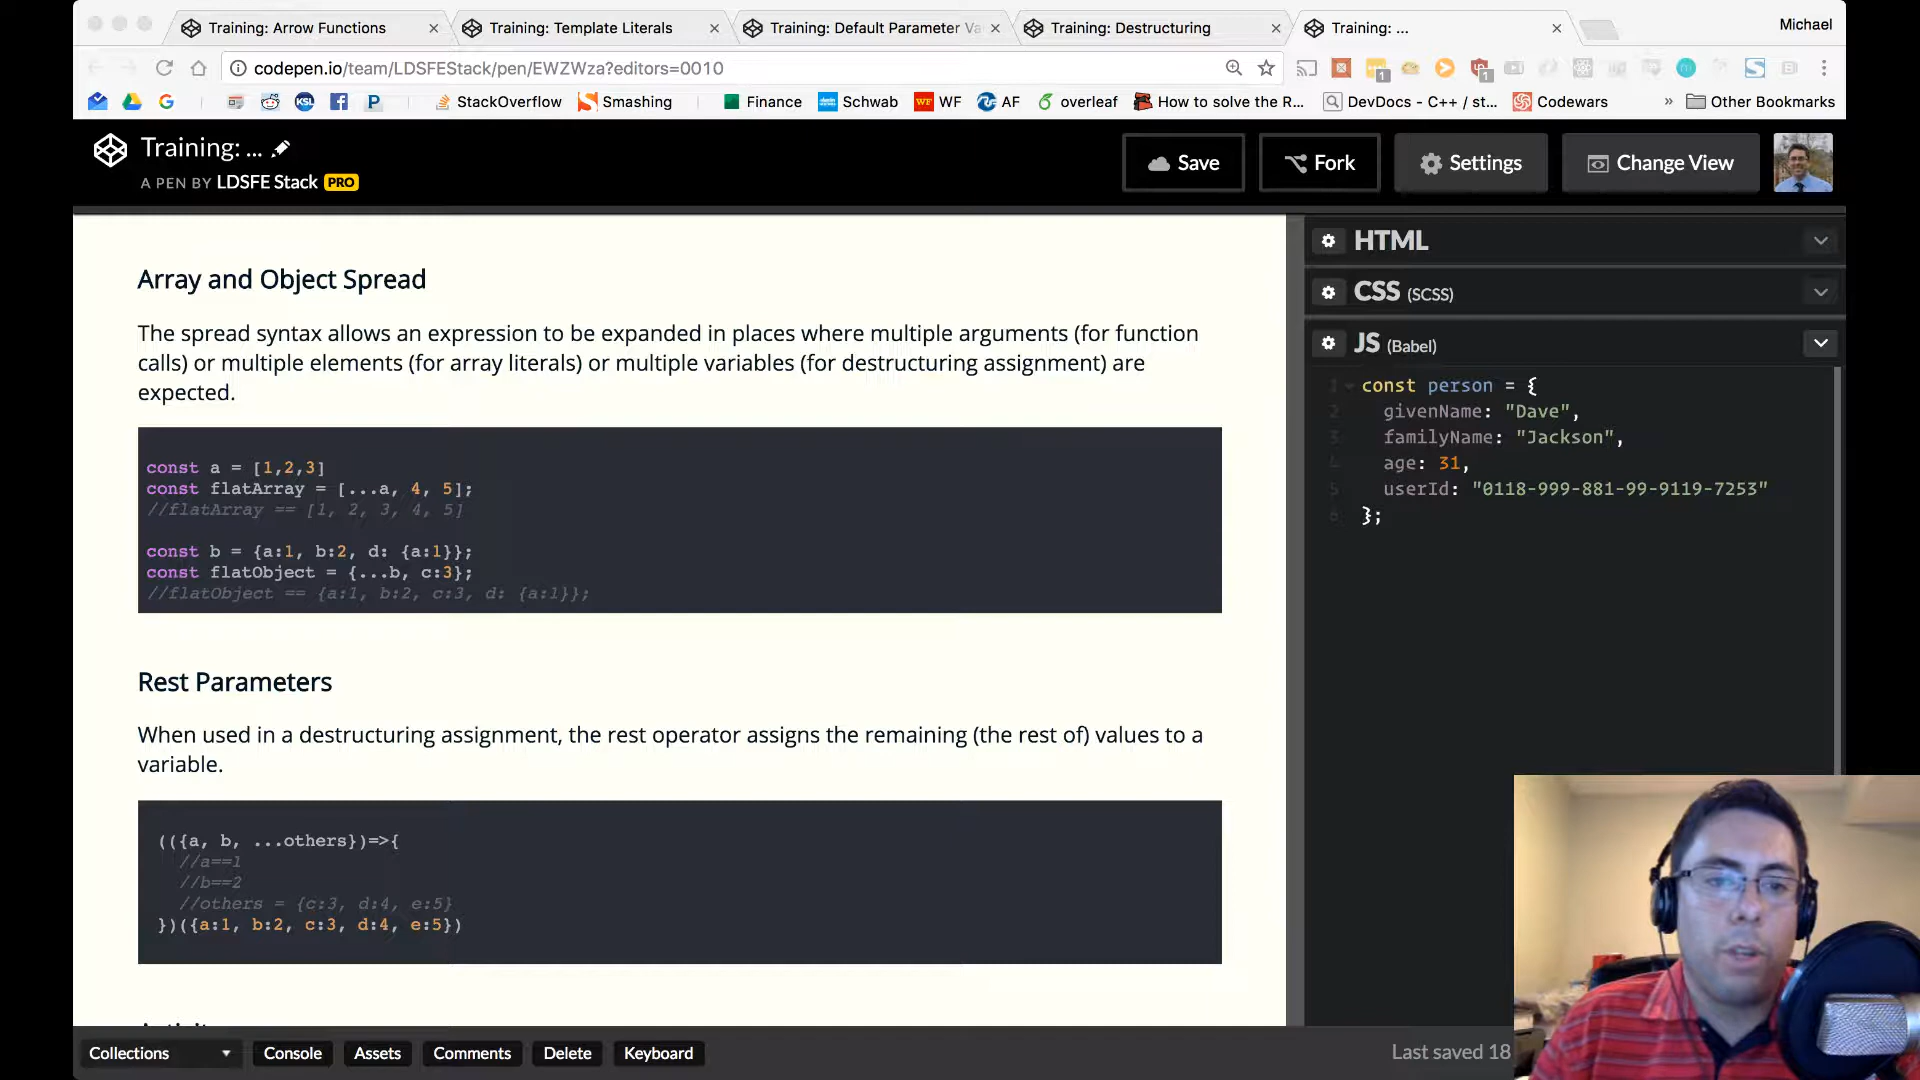 Training: Arrow Functions
Training: Template Literals
Training: Default Parameter Va
Training: Destructuring
Training: ...
Michael
codepen.io/team/LDSFEStack/pen/EWZWza?editors=0010
StackOverflow
Smashing
Finance
Schwab
WF
AF
overleaf
How to solve the R...
DevDocs - C++ / st...
Codewars
»
Other Bookmarks
Training: ...
A PEN BY LDSFE Stack PRO
Save
Fork
Settings
Change View
Array and Object Spread
The spread syntax allows an expression to be expanded in places where multiple arguments (for function
calls) or multiple elements (for array literals) or multiple variables (for destructuring assignment) are
expected.
const a = [1,2,3]
const flatArray = [...a, 4, 5];
//flatArray == [1, 2, 3, 4, 5]
const b = {a:1, b:2, d: {a:1}};
const flatObject = {...b, c:3};
//flatObject == {a:1, b:2, c:3, d: {a:1}};
Rest Parameters
When used in a destructuring assignment, the rest operator assigns the remaining (the rest of) values to a
variable.
(({a, b, ...others})=>{
//a==1
//b==2
//others = {c:3, d:4, e:5}
})({a:1, b:2, c:3, d:4, e:5})
HTML
CSS (SCSS)
JS (Babel)
1 const person = {
2 givenName: "Dave",
3 familyName: "Jackson",
4 age: 31,
5 userId: "0118-999-881-99-9119-7253"
6 };
Collections
Console
Assets
Comments
Delete
Keyboard
Last saved 18